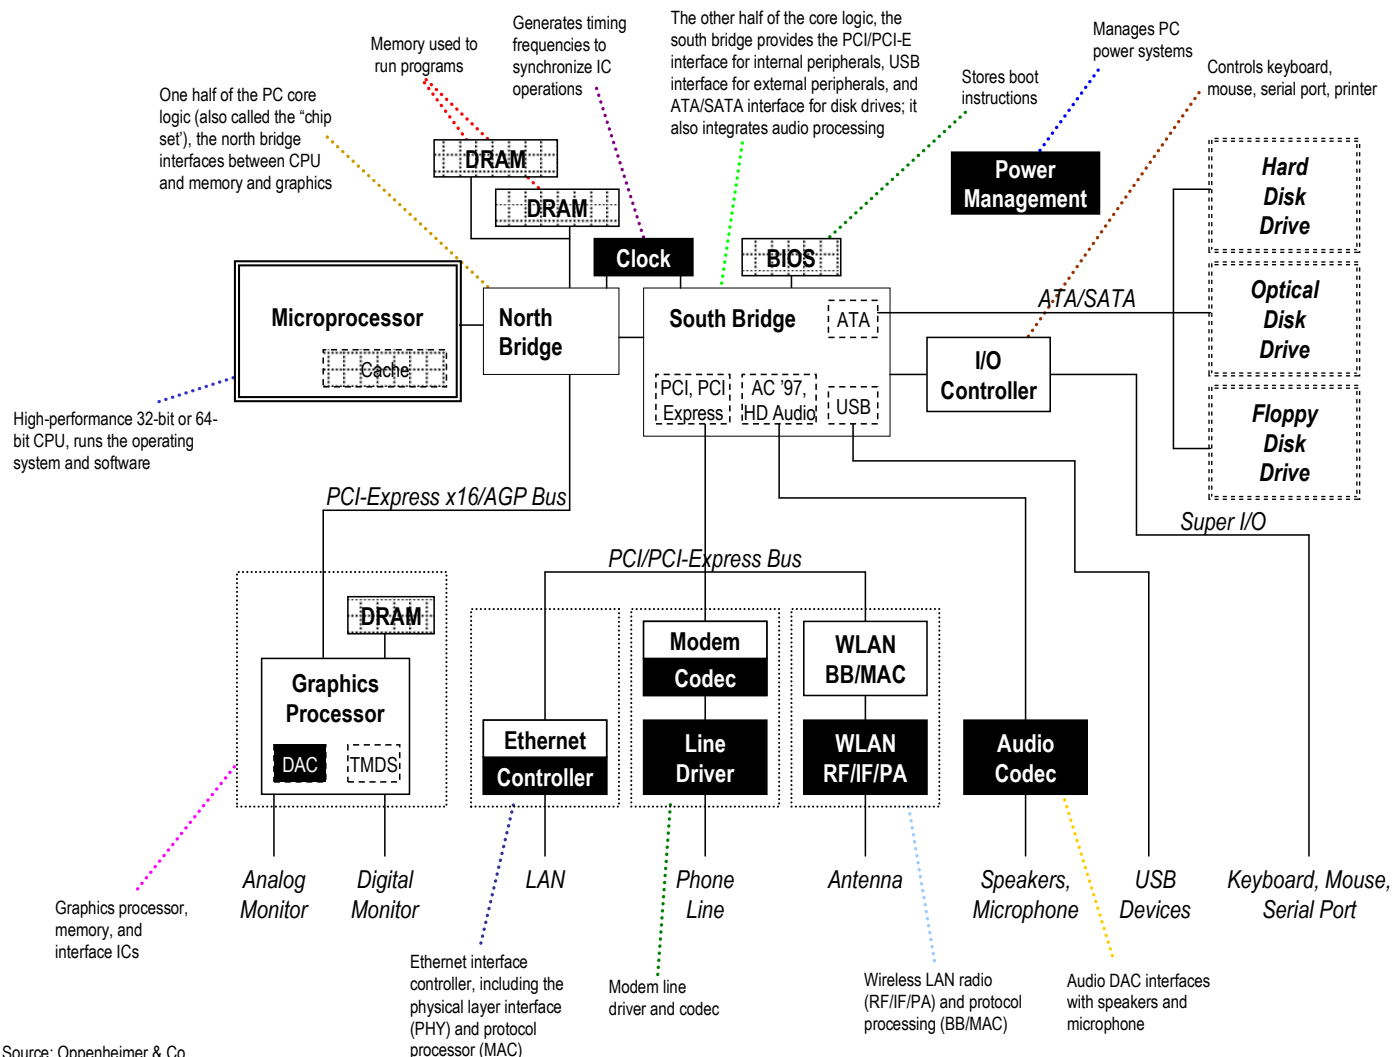 Generates timing
frequencies to
synchronize IC
operations
The other half of the core logic, the
south bridge provides the PCI/PCI-E
interface for internal peripherals, USB
interface for external peripherals, and
ATA/SATA interface for disk drives; it
also integrates audio processing
Manages PC
power systems
Memory used to
run programs
Stores boot
instructions
Controls keyboard,
mouse, serial port, printer
One half of the PC core
logic (also called the “chip
set’), the north bridge
interfaces between CPU
and memory and graphics
DRAM
DRAM
Clock
BIOS
Power
Management
Hard
Disk
Drive
Microprocessor
Cache
North
Bridge
South Bridge
ATA
PCI, PCI
Express
AC ’97,
HD Audio
USB
ATA/SATA
I/O
Controller
Optical
Disk
Drive
Floppy
Disk
Drive
High-performance 32-bit or 64-
bit CPU, runs the operating
system and software
PCI-Express x16/AGP Bus
Super I/O
PCI/PCI-Express Bus
DRAM
Graphics
Processor
DAC
TMDS
Ethernet
Controller
Modem
Codec
Line
Driver
WLAN
BB/MAC
WLAN
RF/IF/PA
Audio
Codec
Analog
Monitor
Digital
Monitor
LAN
Phone
Line
Antenna
Speakers,
Microphone
USB
Devices
Keyboard, Mouse,
Serial Port
Graphics processor,
memory, and
interface ICs
Ethernet interface
controller, including the
physical layer interface
(PHY) and protocol
processor (MAC)
Modem line
driver and codec
Wireless LAN radio
(RF/IF/PA) and protocol
processing (BB/MAC)
Audio DAC interfaces
with speakers and
microphone
Source: Oppenheimer & Co